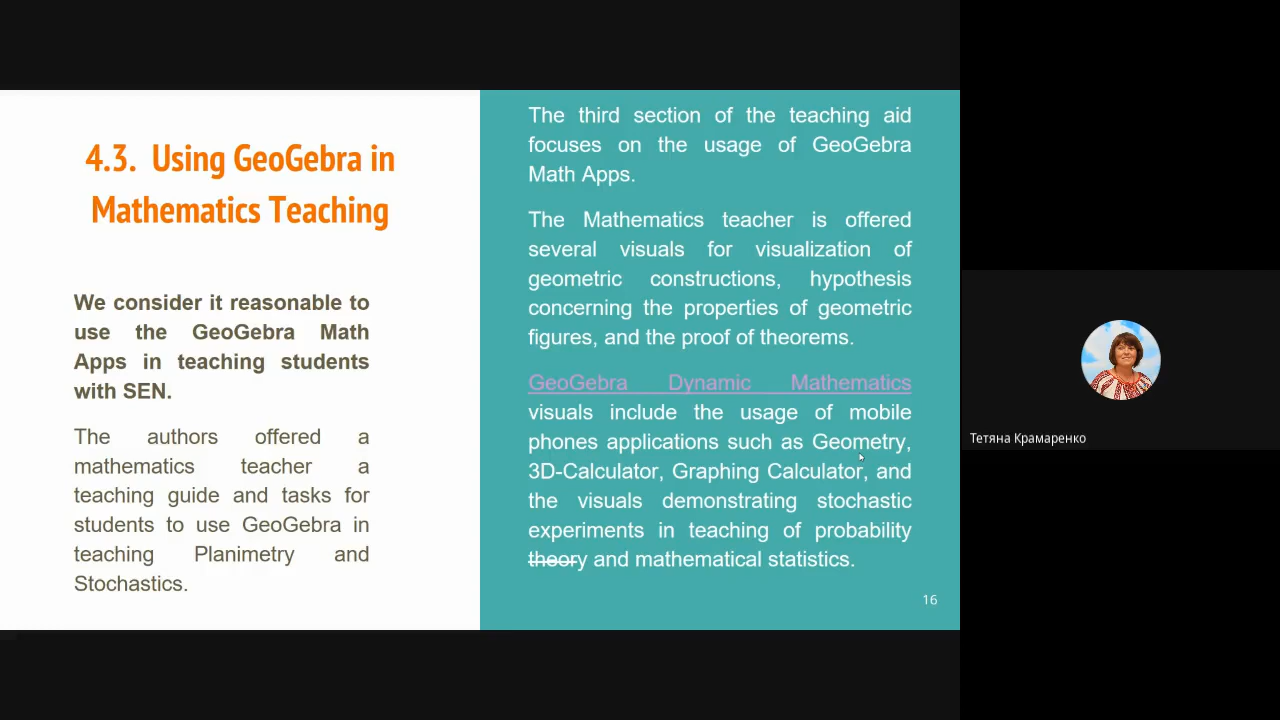 4.3. Using GeoGebra in
Mathematics Teaching
We consider it reasonable to
use the GeoGebra Math
Apps in teaching students
with SEN.
The authors offered a
mathematics teacher a
teaching guide and tasks for
students to use GeoGebra in
teaching Planimetry and
Stochastics.
The third section of the teaching aid
focuses on the usage of GeoGebra
Math Apps.
The Mathematics teacher is offered
several visuals for visualization of
geometric constructions, hypothesis
concerning the properties of geometric
figures, and the proof of theorems.
GeoGebra Dynamic Mathematics
visuals include the usage of mobile
phones applications such as Geometry,
3D-Calculator, Graphing Calculator, and
the visuals demonstrating stochastic
experiments in teaching of probability
theory and mathematical statistics.
16
Тетяна Крамаренко